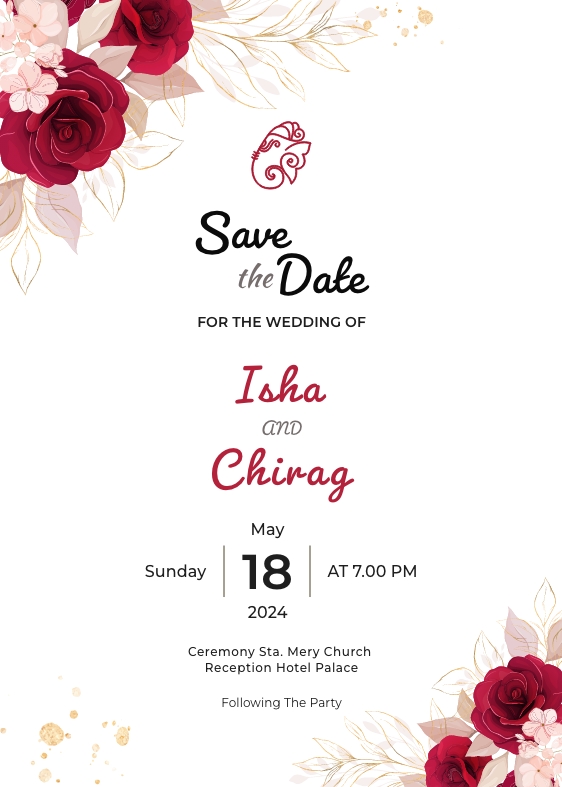 Save
the Date
FOR THE WEDDING OF
Isha
AND
Chirag
May
Sunday 18 AT 7.00 PM
2024
Ceremony Sta. Mery Church
Reception Hotel Palace
Following The Party